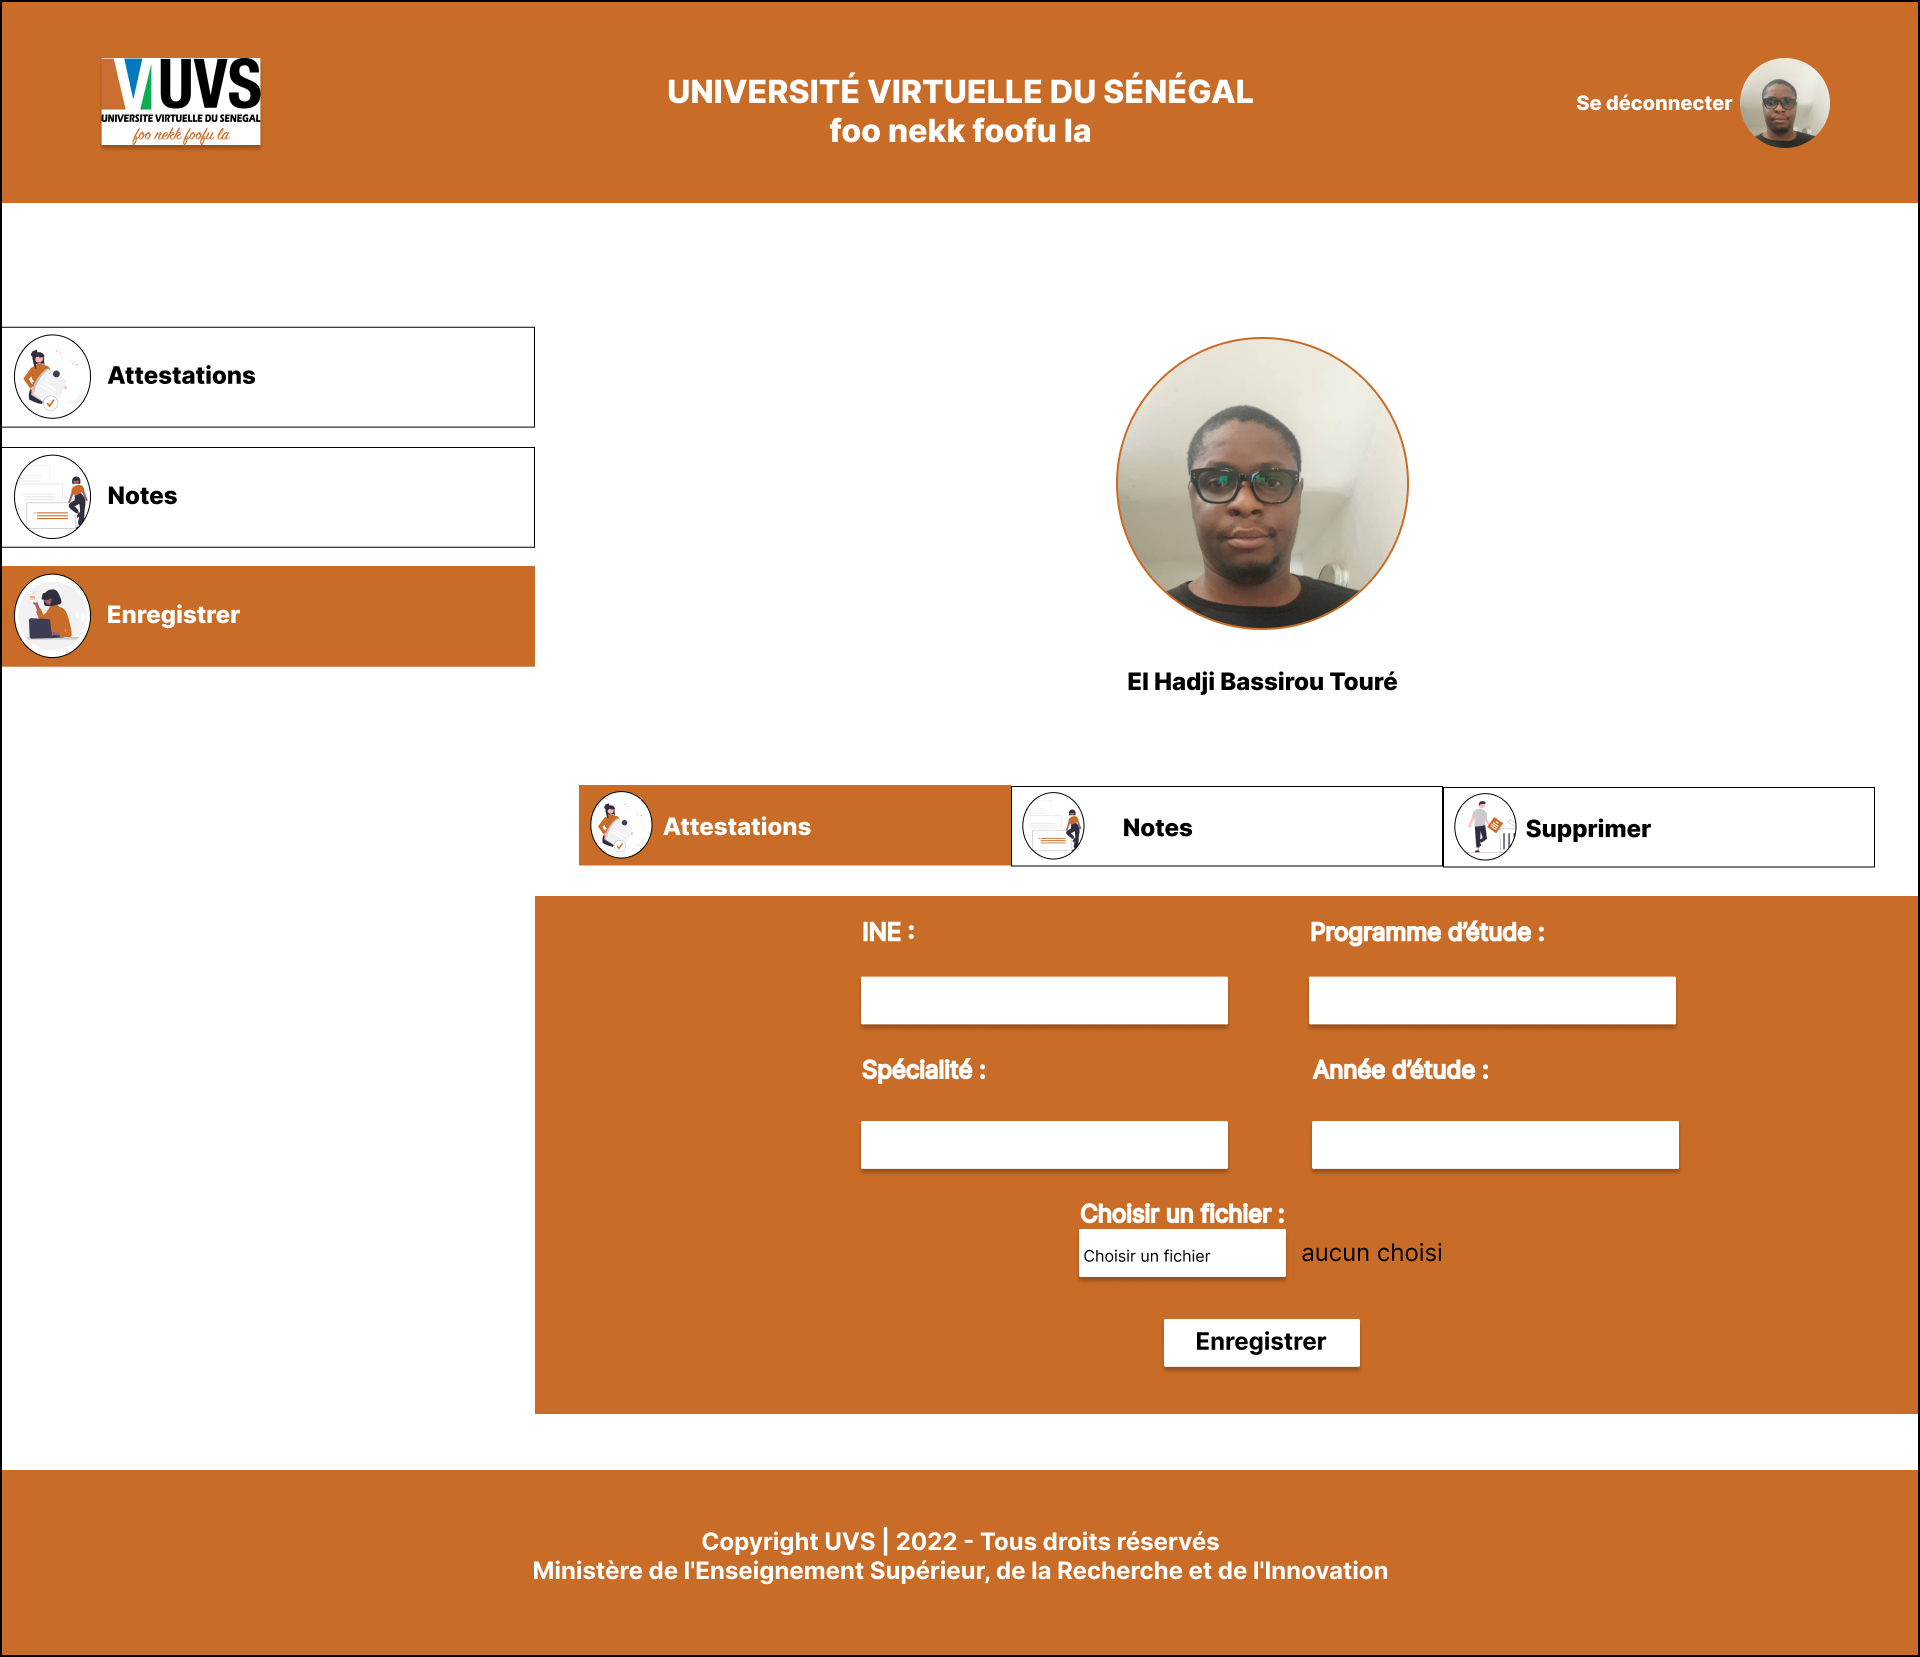 UVS
UNIVERSITÉ VIRTUELLE DU SENEGAL
foo nekk foofu la
UNIVERSITÉ VIRTUELLE DU SÉNÉGAL
foo nekk foofu la
Se déconnecter
Attestations
Notes
Enregistrer
El Hadji Bassirou Touré
Attestations
Notes
Supprimer
INE :
Programme d’étude :
Spécialité :
Année d’étude :
Choisir un fichier :
Choisir un fichier
aucun choisi
Enregistrer
Copyright UVS | 2022 - Tous droits réservés
Ministère de l'Enseignement Supérieur, de la Recherche et de l'Innovation